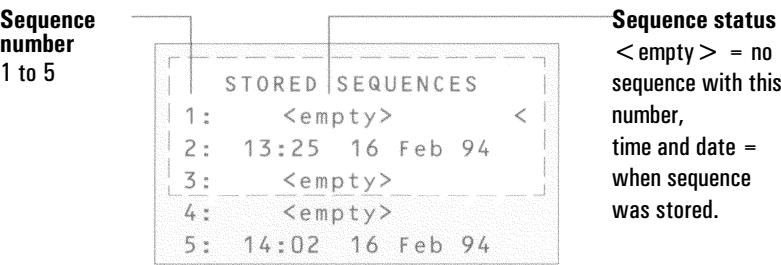 Sequence
number
1 to 5
STORED SEQUENCES
1: <empty> <
2: 13:25 16 Feb 94
3: <empty>
4: <empty>
5: 14:02 16 Feb 94
Sequence status
<empty> = no
sequence with this
number,
time and date =
when sequence
was stored.